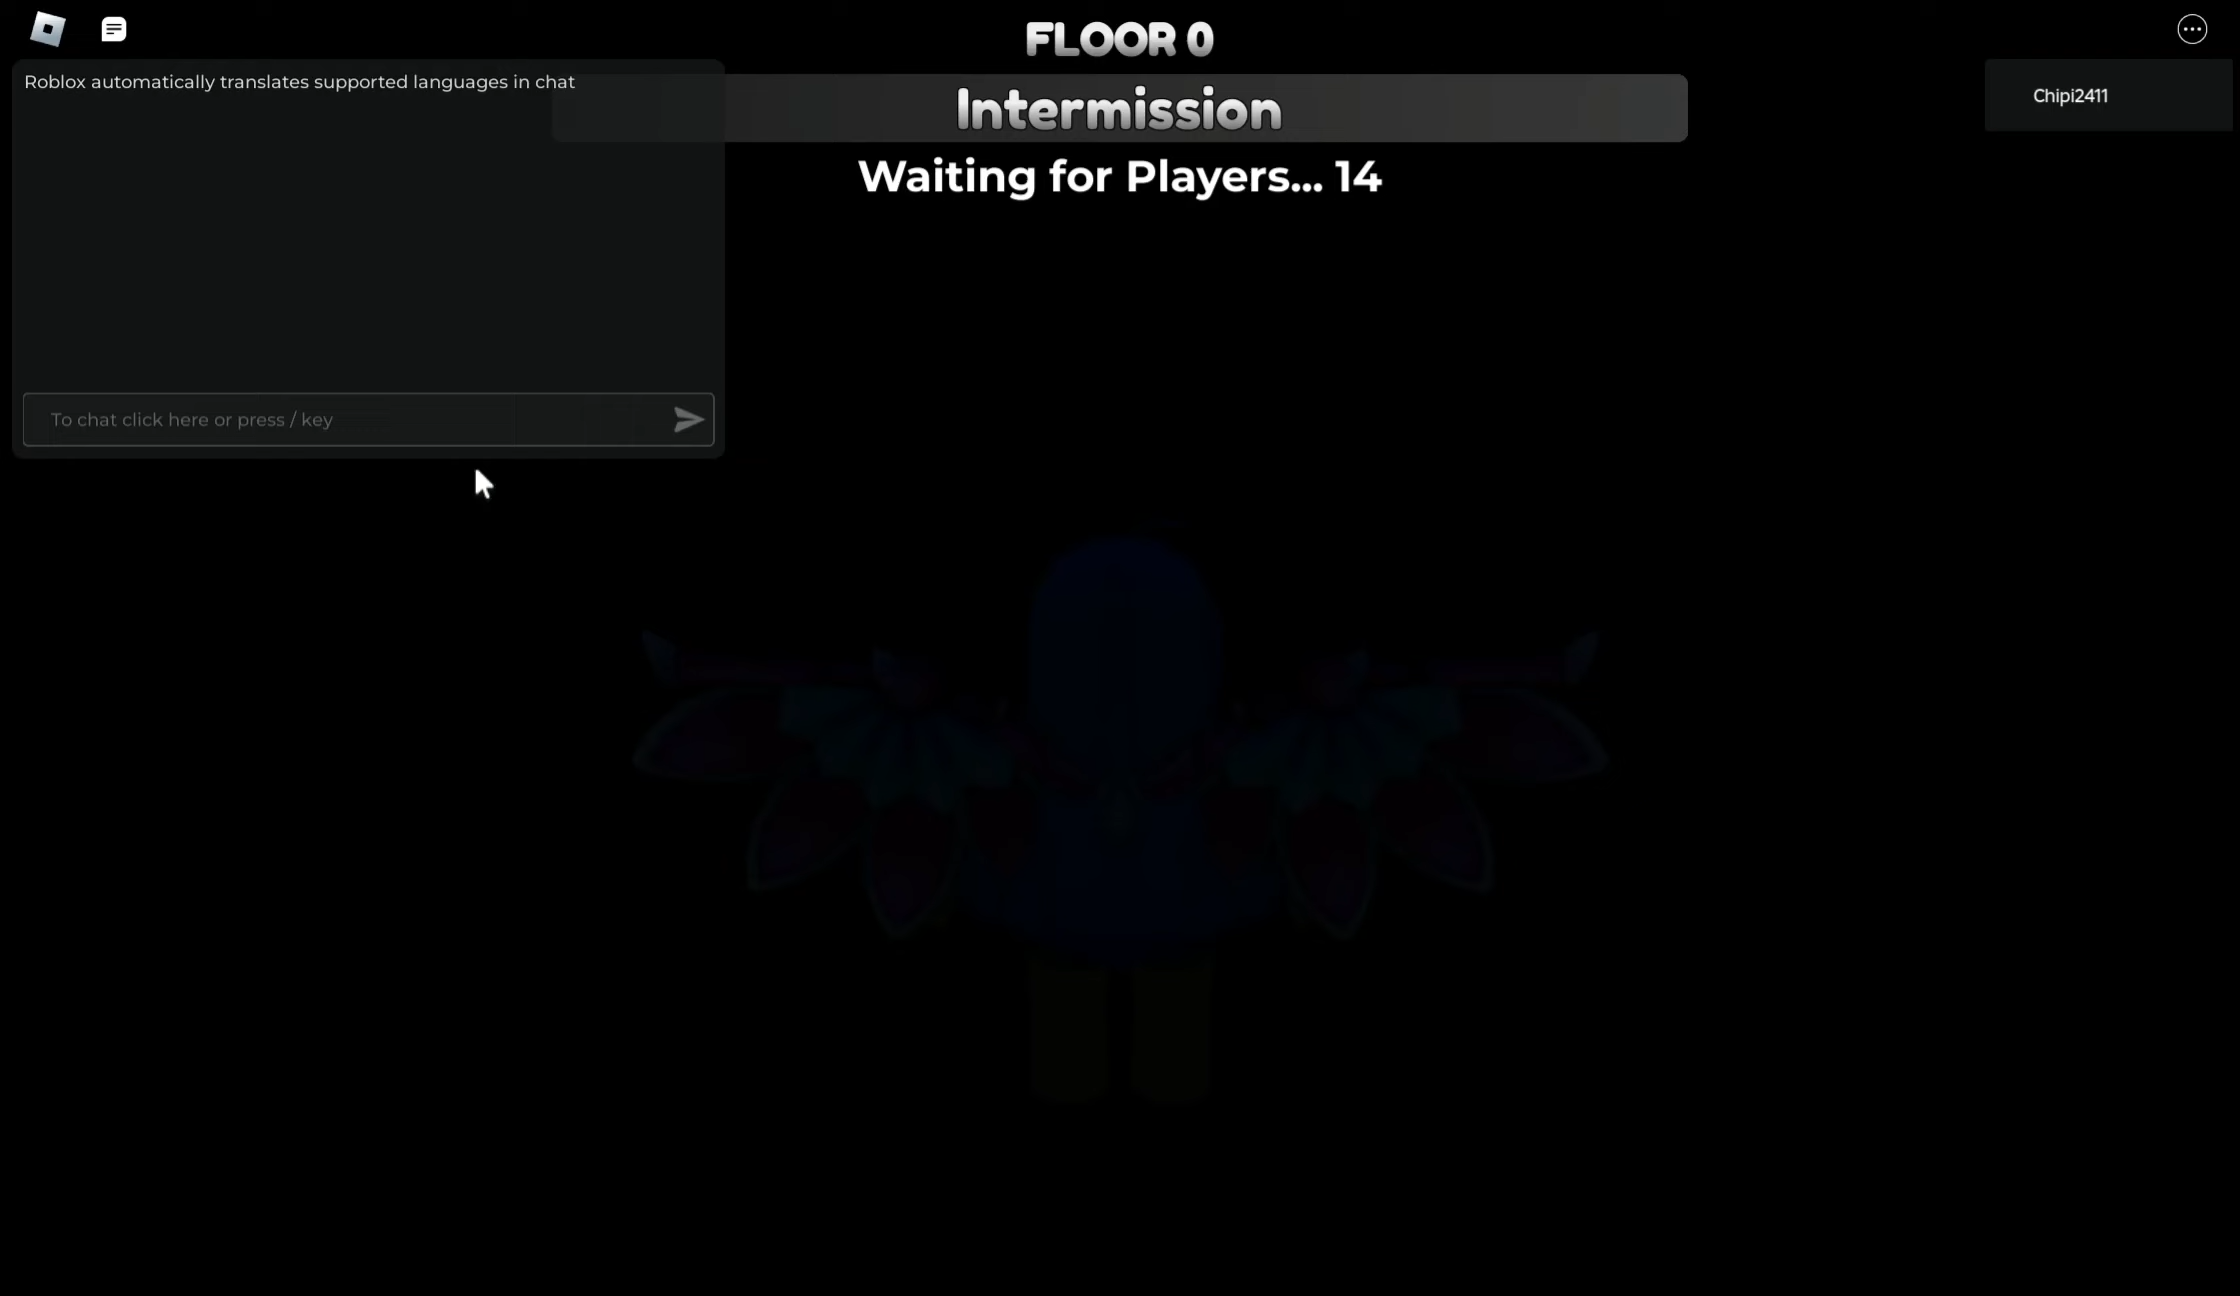 FLOOR 0
Roblox automatically translates supported languages in chat
Intermission
Chipi2411
Waiting for Players... 14
To chat click here or press / key